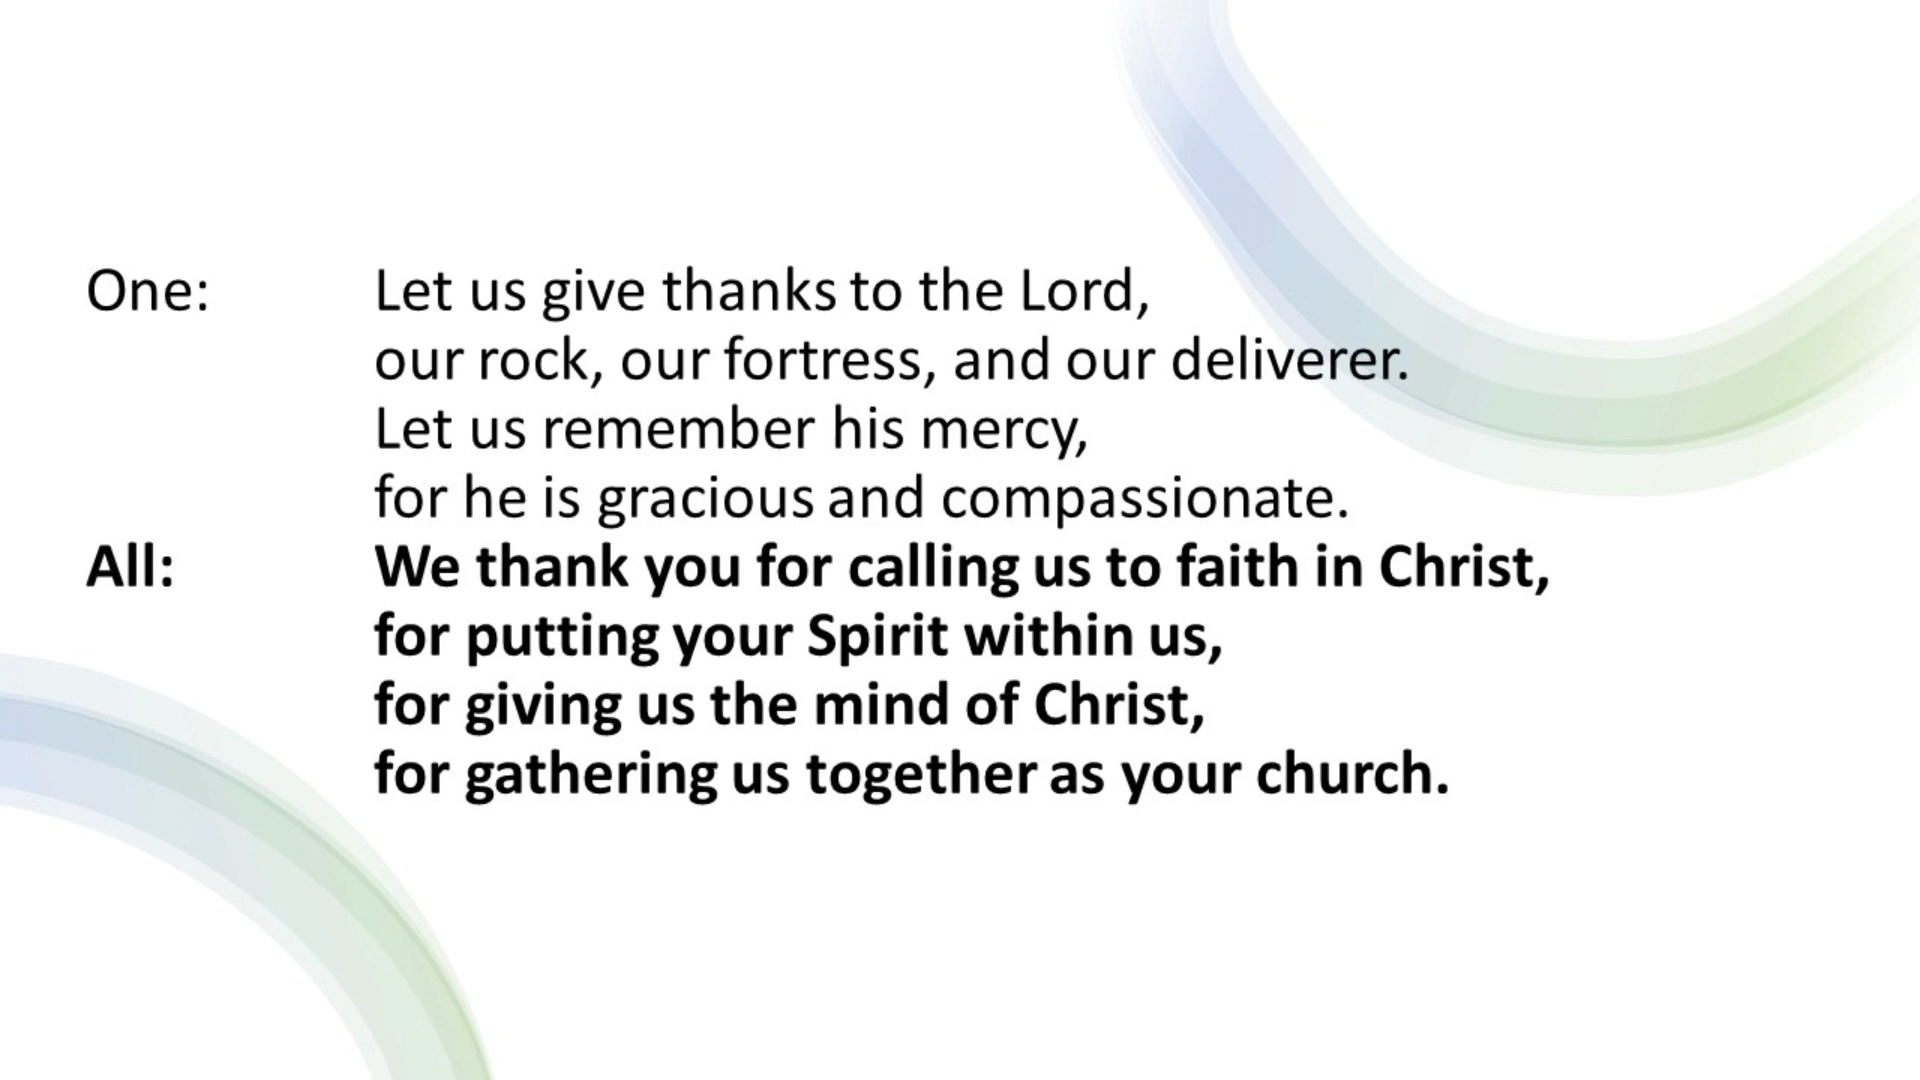 One: Let us give thanks to the Lord,
our rock, our fortress, and our deliverer.
Let us remember his mercy,
for he is gracious and compassionate.
All: We thank you for calling us to faith in Christ,
for putting your Spirit within us,
for giving us the mind of Christ,
for gathering us together as your church.